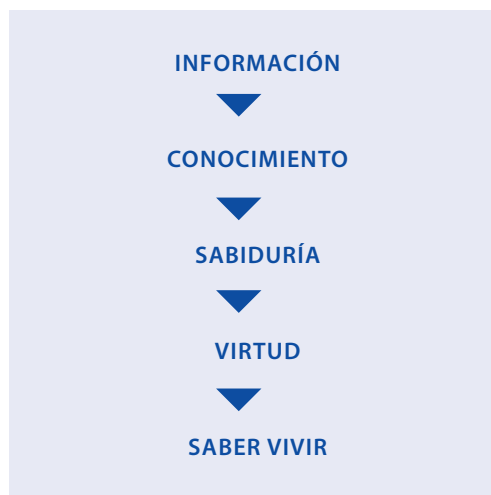 INFORMACIÓN
CONOCIMIENTO
SABIDURÍA
VIRTUD
SABER VIVIR